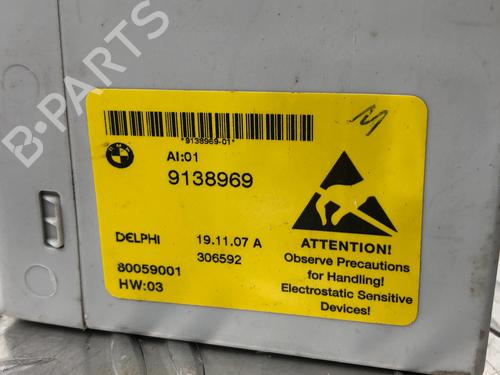 B-PARTS
*9138969-01*
AI:01
9138969
DELPHI
19.11.07 A
306592
80059001
HW:03
ATTENTION!
Observe Precautions
for Handling!
Electrostatic Sensitive
Devices!